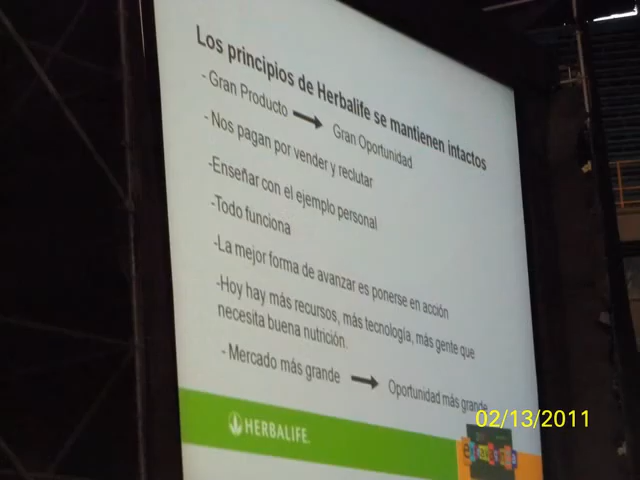 Los principios de Herbalife se mantienen intactos
- Gran Producto → Gran Oportunidad
- Nos pagan por vender y reclutar
-Enseñar con el ejemplo personal
-Todo funciona
-La mejor forma de avanzar es ponerse en acción
-Hoy hay más recursos, más tecnología, más gente que
necesita buena nutrición.
- Mercado más grande → Oportunidad más grande
HERBALIFE.
02/13/2011